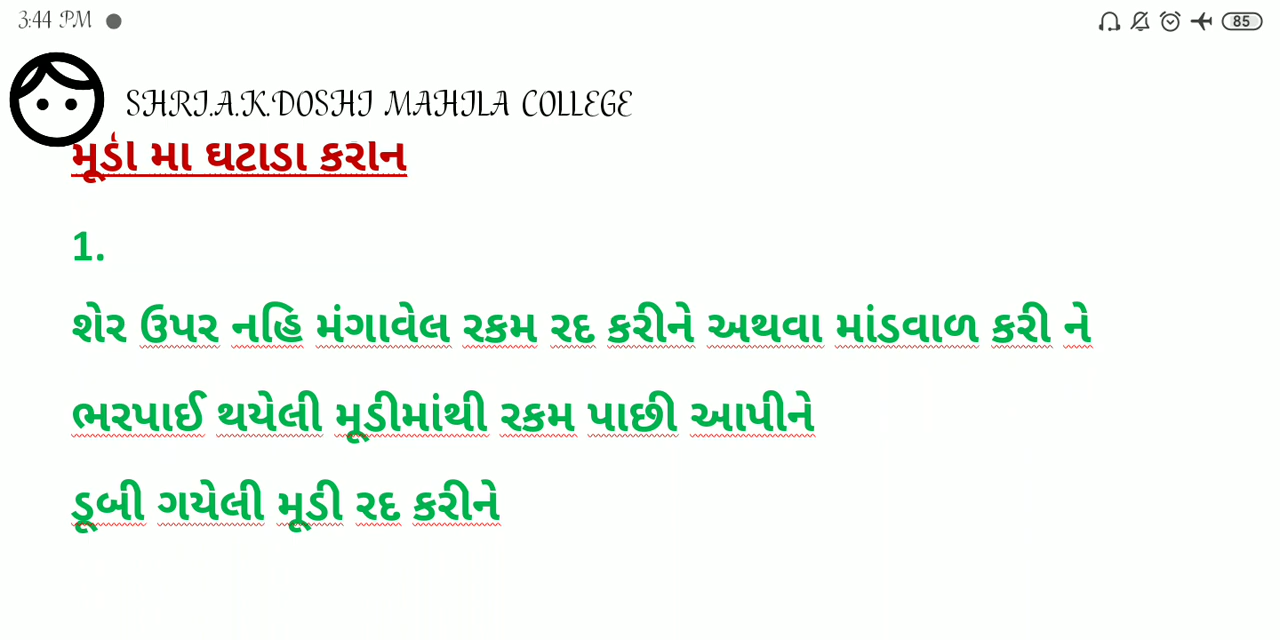 3:44 PM
85
SHRI.A.K.DOSHI MAHILA COLLEGE
મૂડી મા ઘટાડા કરીન
1.
શેર ઉપર નહિ મંગાવેલ રકમ રદ કરીને અથવા માંડવાળ કરી ને
ભરપાઈ થયેલી મૂડીમાંથી રકમ પાછી આપીને
ડૂબી ગયેલી મૂડી રદ કરીને